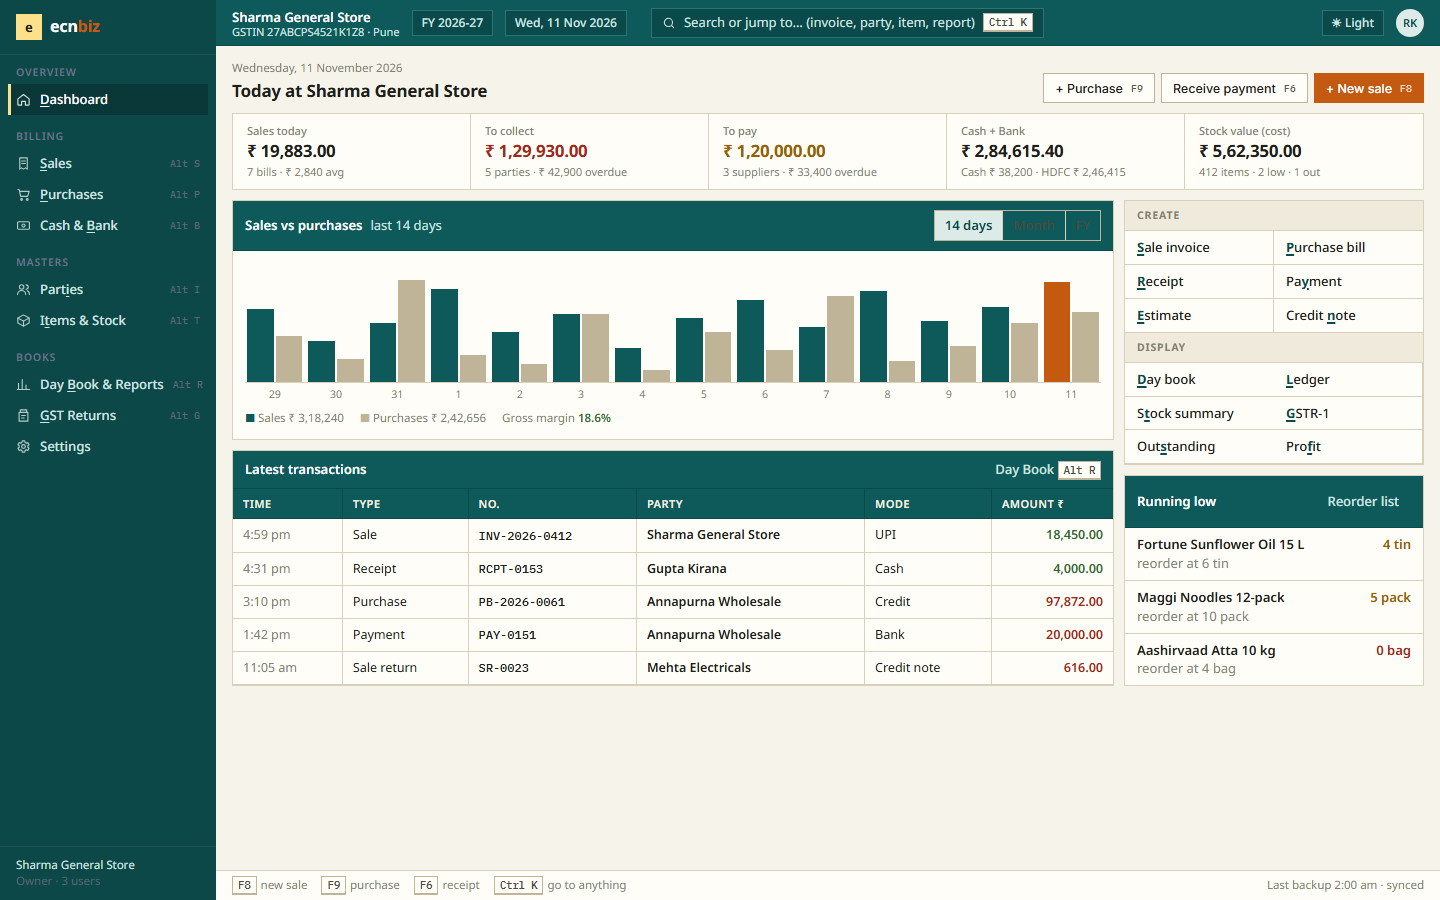 e ecnbiz
OVERVIEW
Dashboard
BILLING
Sales Alt S
Purchases Alt P
Cash & Bank Alt B
MASTERS
Parties Alt I
Items & Stock Alt T
BOOKS
Day Book & Reports Alt R
GST Returns Alt G
Settings
Sharma General Store
Owner · 3 users
Sharma General Store
GSTIN 27ABCPS4521K1Z8 · Pune
FY 2026-27
Wed, 11 Nov 2026
Search or jump to... (invoice, party, item, report) Ctrl K
☀ Light
RK
Wednesday, 11 November 2026
Today at Sharma General Store
+ Purchase F9
Receive payment F6
+ New sale F8
Sales today
₹ 19,883.00
7 bills · ₹ 2,840 avg
To collect
₹ 1,29,930.00
5 parties · ₹ 42,900 overdue
To pay
₹ 1,20,000.00
3 suppliers · ₹ 33,400 overdue
Cash + Bank
₹ 2,84,615.40
Cash ₹ 38,200 · HDFC ₹ 2,46,415
Stock value (cost)
₹ 5,62,350.00
412 items · 2 low · 1 out
Sales vs purchases last 14 days
14 days Month FY
29 30 31 1 2 3 4 5 6 7 8 9 10 11
Sales ₹ 3,18,240 Purchases ₹ 2,42,656 Gross margin 18.6%
Latest transactions Day Book Alt R
TIME TYPE NO. PARTY MODE AMOUNT ₹
4:59 pm Sale INV-2026-0412 Sharma General Store UPI 18,450.00
4:31 pm Receipt RCPT-0153 Gupta Kirana Cash 4,000.00
3:10 pm Purchase PB-2026-0061 Annapurna Wholesale Credit 97,872.00
1:42 pm Payment PAY-0151 Annapurna Wholesale Bank 20,000.00
11:05 am Sale return SR-0023 Mehta Electricals Credit note 616.00
CREATE
Sale invoice Purchase bill
Receipt Payment
Estimate Credit note
DISPLAY
Day book Ledger
Stock summary GSTR-1
Outstanding Profit
Running low Reorder list
Fortune Sunflower Oil 15 L 4 tin
reorder at 6 tin
Maggi Noodles 12-pack 5 pack
reorder at 10 pack
Aashirvaad Atta 10 kg 0 bag
reorder at 4 bag
F8 new sale F9 purchase F6 receipt Ctrl K go to anything
Last backup 2:00 am · synced